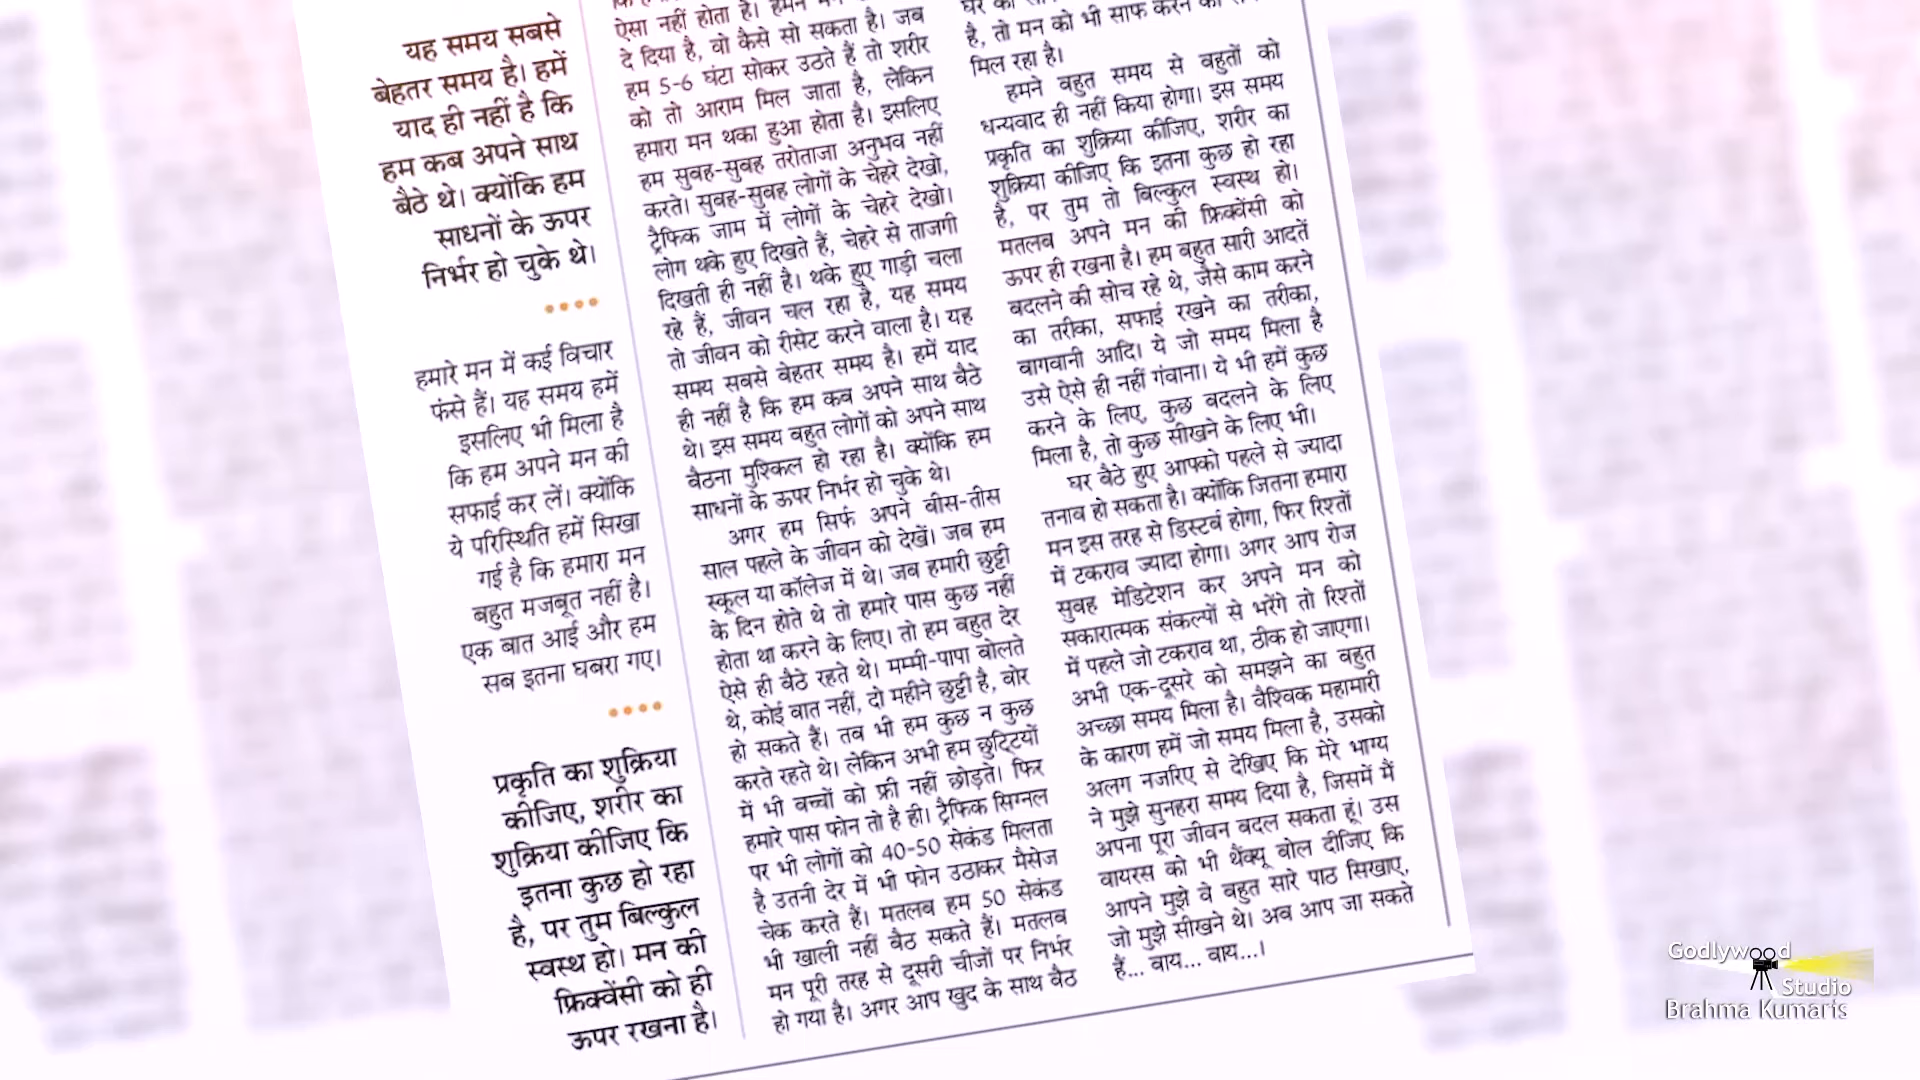 यह समय सबसे
बेहतर समय है। हमें
याद ही नहीं है कि
हम कब अपने साथ
बैठे थे। क्योंकि हम
साधनों के ऊपर
निर्भर हो चुके थे।
हमारे मन में कई विचार
फंसे हैं। यह समय हमें
इसलिए भी मिला है
कि हम अपने मन की
सफाई कर लें। क्योंकि
ये परिस्थिति हमें सिखा
गई है कि हमारा मन
बहुत मजबूत नहीं है।
एक बात आई और हम
सब इतना घबरा गए।
प्रकृति का शुक्रिया
कीजिए, शरीर का
शुक्रिया कीजिए कि
इतना कुछ हो रहा
है, पर तुम बिल्कुल
स्वस्थ हो। मन की
फ्रिक्वेंसी को ही
ऊपर रखना है।
ऐसा नहीं होता है। हमने
दे दिया है, वो कैसे सो सकता है। जब
हम 5-6 घंटा सोकर उठते हैं तो शरीर
को तो आराम मिल जाता है, लेकिन
हमारा मन थका हुआ होता है। इसलिए
हम सुबह-सुबह तरोताजा अनुभव नहीं
करते। सुबह-सुबह लोगों के चेहरे देखो,
ट्रैफिक जाम में लोगों के चेहरे देखो।
लोग थके हुए दिखते हैं, चेहरे से ताजगी
दिखती ही नहीं है। थके हुए गाड़ी चला
रहे हैं, जीवन चल रहा है, यह समय
तो जीवन को रीसेट करने वाला है। यह
समय सबसे बेहतर समय है। हमें याद
ही नहीं है कि हम कब अपने साथ बैठे
थे। इस समय बहुत लोगों को अपने साथ
बैठना मुश्किल हो रहा है। क्योंकि हम
साधनों के ऊपर निर्भर हो चुके थे।
अगर हम सिर्फ अपने बीस-तीस
साल पहले के जीवन को देखें। जब हम
स्कूल या कॉलेज में थे। जब हमारी छुट्टी
के दिन होते थे तो हमारे पास कुछ नहीं
होता था करने के लिए। तो हम बहुत देर
ऐसे ही बैठे रहते थे। मम्मी-पापा बोलते
थे, कोई बात नहीं, दो महीने छुट्टी है, बोर
हो सकते हैं। तब भी हम कुछ न कुछ
करते रहते थे। लेकिन अभी हम छुट्टियों
में भी बच्चों को फ्री नहीं छोड़ते। फिर
हमारे पास फोन तो है ही। ट्रैफिक सिग्नल
पर भी लोगों को 40-50 सेकंड मिलता
है उतनी देर में भी फोन उठाकर मैसेज
चेक करते हैं। मतलब हम 50 सेकंड
भी खाली नहीं बैठ सकते हैं। मतलब
मन पूरी तरह से दूसरी चीजों पर निर्भर
हो गया है। अगर आप खुद के साथ बैठ
है, तो मन को भी साफ करने का
मिल रहा है।
हमने बहुत समय से बहुतों को
धन्यवाद ही नहीं किया होगा। इस समय
प्रकृति का शुक्रिया कीजिए, शरीर का
शुक्रिया कीजिए कि इतना कुछ हो रहा
है, पर तुम तो बिल्कुल स्वस्थ हो।
मतलब अपने मन की फ्रिक्वेंसी को
ऊपर ही रखना है। हम बहुत सारी आदतें
बदलने की सोच रहे थे, जैसे काम करने
का तरीका, सफाई रखने का तरीका,
बागवानी आदि। ये जो समय मिला है
उसे ऐसे ही नहीं गंवाना। ये भी हमें कुछ
करने के लिए, कुछ बदलने के लिए
मिला है, तो कुछ सीखने के लिए भी।
घर बैठे हुए आपको पहले से ज्यादा
तनाव हो सकता है। क्योंकि जितना हमारा
मन इस तरह से डिस्टर्ब होगा, फिर रिश्तों
में टकराव ज्यादा होगा। अगर आप रोज
सुबह मेडिटेशन कर अपने मन को
सकारात्मक संकल्पों से भरेंगे तो रिश्तों
में पहले जो टकराव था, ठीक हो जाएगा।
अभी एक-दूसरे को समझने का बहुत
अच्छा समय मिला है। वैश्विक महामारी
के कारण हमें जो समय मिला है, उसको
अलग नजरिए से देखिए कि मेरे भाग्य
ने मुझे सुनहरा समय दिया है, जिसमें मैं
अपना पूरा जीवन बदल सकता हूं। उस
वायरस को भी थैंक्यू बोल दीजिए कि
आपने मुझे वे बहुत सारे पाठ सिखाए,
जो मुझे सीखने थे। अब आप जा सकते
हैं... बाय... बाय...।
Godlywood
Studio
Brahma Kumaris